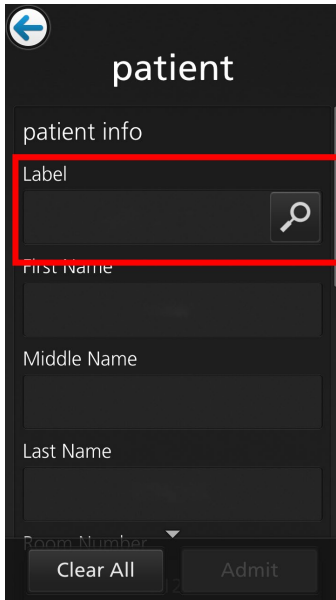 patient
patient info
Label
First Name
Middle Name
Last Name
Room Number
Clear All
Admit